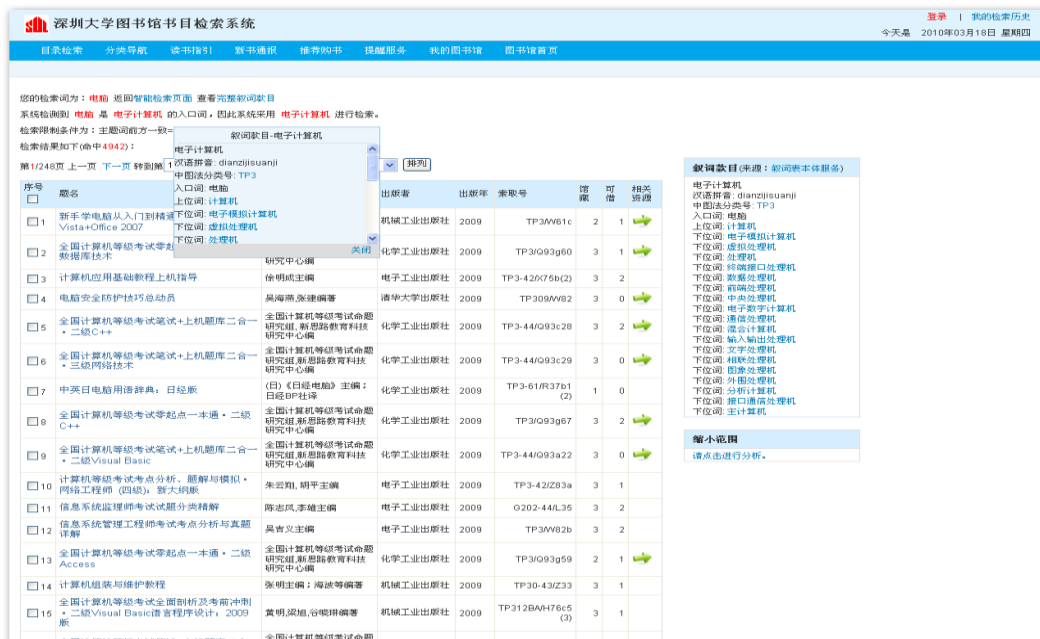 深圳大学图书馆书目检索系统
登录 | 我的检索历史
今天是 2010年03月18日 星期四
目录检索 分类导航 读书指引 新书通报 推荐购书 提醒服务 我的图书馆 图书馆首页
您的检索词为：电脑 返回智能检索页面 查看完整叙词款目
系统检测到 电脑 是 电子计算机 的入口词，因此系统采用 电子计算机 进行检索。
检索限制条件为：主题词前方一致=
检索结果如下(命中4942)：
第1/248页 上一页 下一页 转到第 1
排列
叙词款目-电子计算机
电子计算机
汉语拼音: dianzijisuanji
中图法分类号: TP3
入口词: 电脑
上位词: 计算机
下位词: 电子模拟计算机
下位词: 虚拟处理机
下位词: 处理机
关闭
序号 题名 出版者 出版年 索取号 馆藏 可借 相关资源
1 新手学电脑从入门到精通
Vista+Office 2007 机械工业出版社 2009 TP3/W61c 2 1
2 全国计算机等级考试零起
数据库技术 研究中心编 化学工业出版社 2009 TP3/Q93g60 3 1
3 计算机应用基础教程上机指导 徐明成主编 电子工业出版社 2009 TP3-42/X75b(2) 3 2
4 电脑安全防护技巧总动员 吴海燕,张建编著 清华大学出版社 2009 TP309/W82 3 0
5 全国计算机等级考试笔试+上机题库二合一
·二级C++ 全国计算机等级考试命题
研究组,新思路教育科技
研究中心编 化学工业出版社 2009 TP3-44/Q93c28 3 2
6 全国计算机等级考试笔试+上机题库二合一
·三级网络技术 全国计算机等级考试命题
研究组,新思路教育科技
研究中心编 化学工业出版社 2009 TP3-44/Q93c29 3 0
7 中英日电脑用语辞典：日经版 (日)《日经电脑》主编；
日经BP社译 化学工业出版社 2009 TP3-61/R37b1
(2) 1 0
8 全国计算机等级考试零起点一本通·二级
C++ 全国计算机等级考试命题
研究组,新思路教育科技
研究中心编 化学工业出版社 2009 TP3/Q93g67 3 2
9 全国计算机等级考试笔试+上机题库二合一
·二级Visual Basic 全国计算机等级考试命题
研究组,新思路教育科技
研究中心编 化学工业出版社 2009 TP3-44/Q93a22 3 0
10 计算机等级考试考点分析、题解与模拟·
网络工程师 (四级)：新大纲版 朱云翔, 胡平主编 电子工业出版社 2009 TP3-42/Z83a 3 1
11 信息系统监理师考试试题分类精解 陈志风,李雄主编 电子工业出版社 2009 G202-44/L35 3 2
12 信息系统管理工程师考试考点分析与真题
详解 吴吉义主编 电子工业出版社 2009 TP3/W82b 3 2
13 全国计算机等级考试零起点一本通·二级
Access 全国计算机等级考试命题
研究组,新思路教育科技
研究中心编 化学工业出版社 2009 TP3/Q93g59 2 1
14 计算机组装与维护教程 张明主编；海波等编著 机械工业出版社 2009 TP30-43/Z33 3 1
15 全国计算机等级考试全面剖析及考前冲刺
·二级Visual Basic语言程序设计：2009
版 黄明,梁旭,谷晓琳编著 机械工业出版社 2009 TP312BA/H76c5
(3) 3 1
全国计算机等级考试命题
叙词款目(来源：叙词表本体服务)
电子计算机
汉语拼音: dianzijisuanji
中图法分类号: TP3
入口词: 电脑
上位词: 计算机
下位词: 电子模拟计算机
下位词: 虚拟处理机
下位词: 处理机
下位词: 终端接口处理机
下位词: 数据处理机
下位词: 前端处理机
下位词: 中央处理机
下位词: 电子数字计算机
下位词: 通信处理机
下位词: 混合计算机
下位词: 输入输出处理机
下位词: 文字处理机
下位词: 相联处理机
下位词: 图象处理机
下位词: 外围处理机
下位词: 分析计算机
下位词: 接口通信处理机
下位词: 主计算机
缩小范围
请点击进行分析。